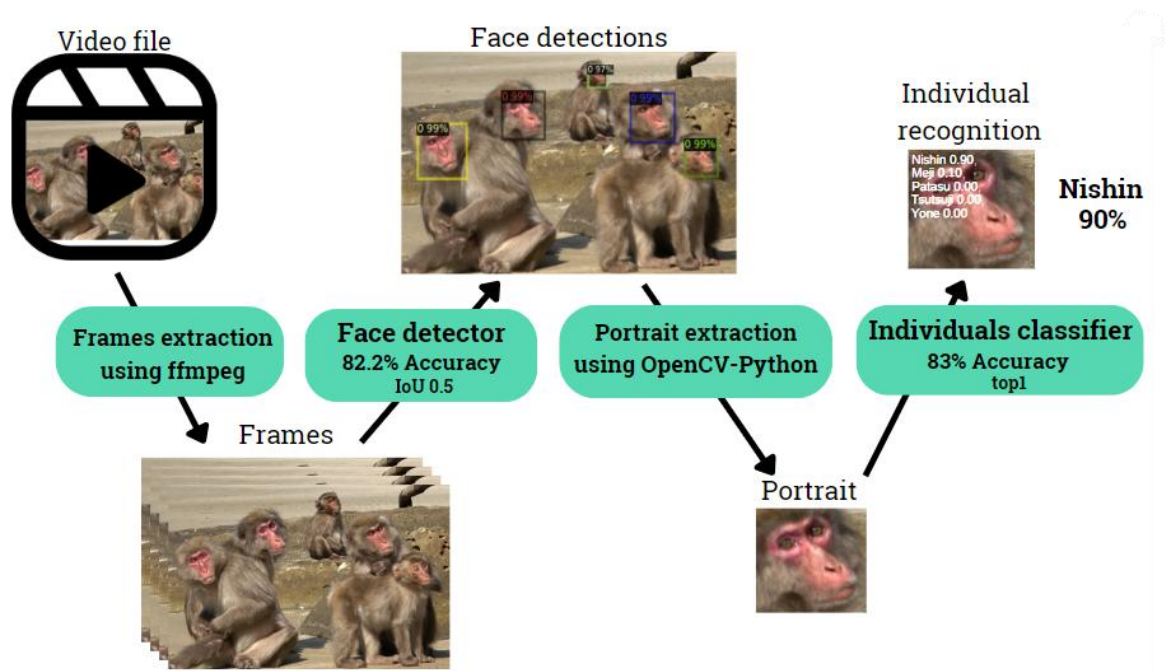 Video file
Face detections
0.99%
0.99%
0.97%
0.99%
0.99%
Individual
recognition
Nishin 0.90
Meji 0.10
Patasu 0.00
Tsutsuji 0.00
Yone 0.00
Nishin
90%
Frames extraction
using ffmpeg
Face detector
82.2% Accuracy
IoU 0.5
Portrait extraction
using OpenCV-Python
Individuals classifier
83% Accuracy
top1
Frames
Portrait